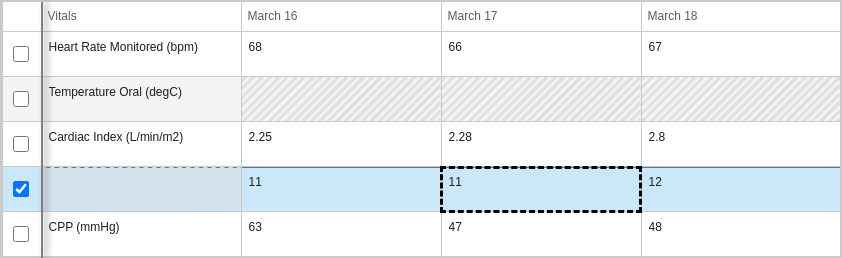 Vitals March 16 March 17 March 18
Heart Rate Monitored (bpm) 68 66 67
Temperature Oral (degC)
Cardiac Index (L/min/m2) 2.25 2.28 2.8
11 11 12
CPP (mmHg) 63 47 48